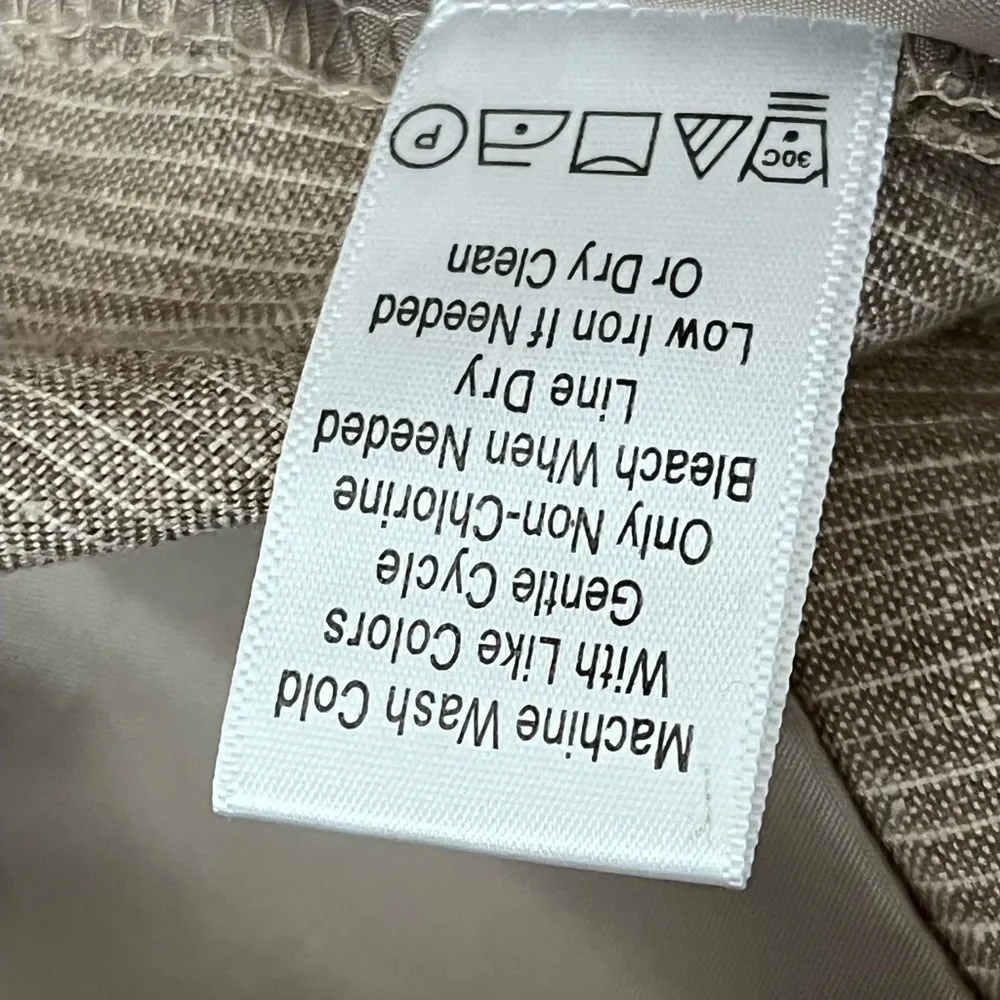 Machine Wash Cold
With Like Colors
Gentle Cycle
Only Non-Chlorine
Bleach When Needed
Line Dry
Low Iron If Needed
Or Dry Clean
30C P